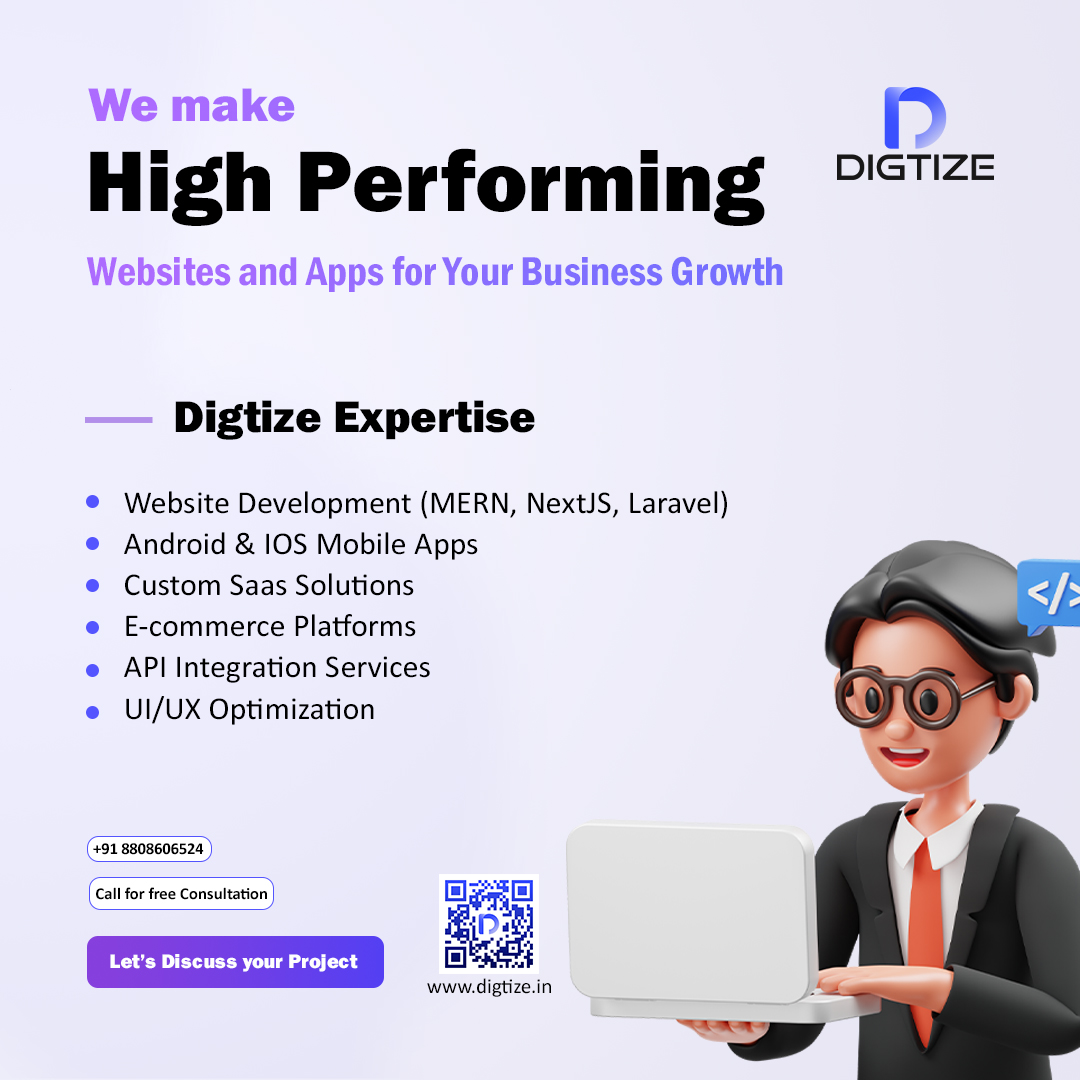 We make
High Performing
Websites and Apps for Your Business Growth
DIGTIZE
Digtize Expertise
Website Development (MERN, NextJS, Laravel)
Android & IOS Mobile Apps
Custom Saas Solutions
E-commerce Platforms
API Integration Services
UI/UX Optimization
</>
+91 8808606524
Call for free Consultation
Let's Discuss your Project
www.digtize.in